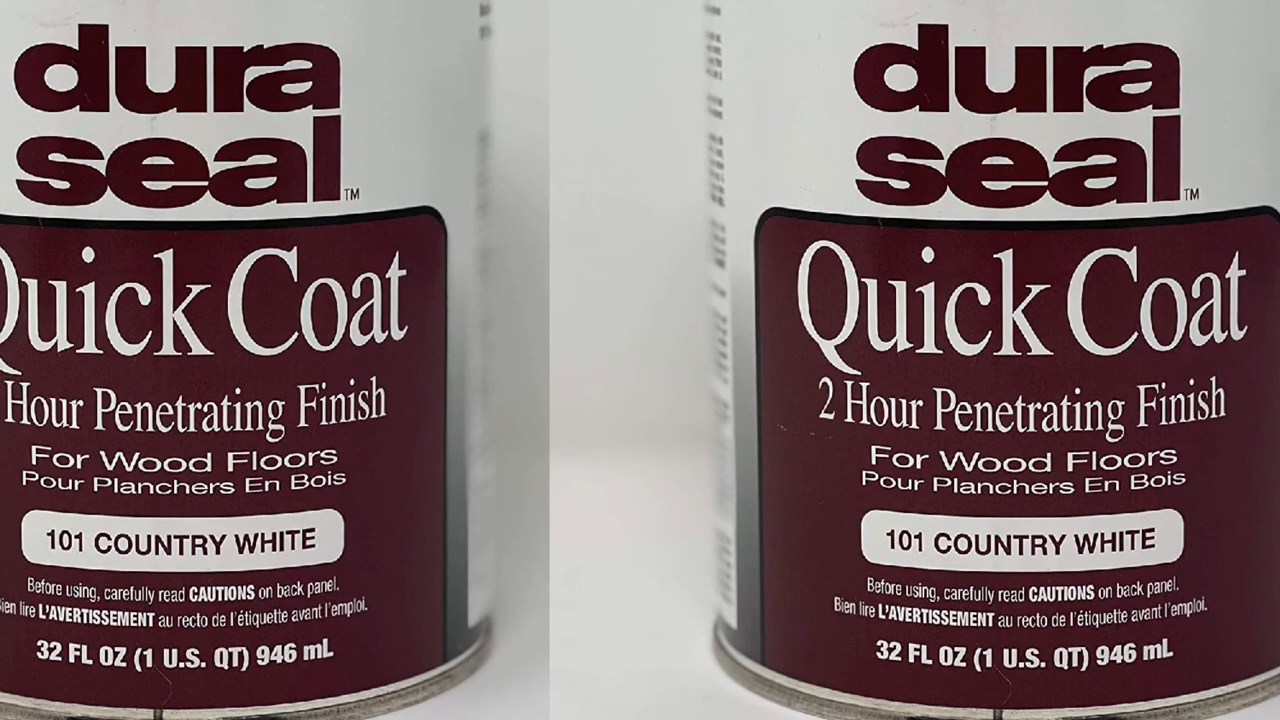 dura
seal™
Quick Coat
Hour Penetrating Finish
For Wood Floors
Pour Planchers En Bois
101 COUNTRY WHITE
Before using, carefully read CAUTIONS on back panel.
Bien lire L'AVERTISSEMENT au recto de l'étiquette avant l'emploi.
32 FL OZ (1 U.S. QT) 946 mL
dura
seal™
Quick Coat
2 Hour Penetrating Finish
For Wood Floors
Pour Planchers En Bois
101 COUNTRY WHITE
Before using, carefully read CAUTIONS on back panel.
Bien lire L'AVERTISSEMENT au recto de l'étiquette avant l'emploi.
32 FL OZ (1 U.S. QT) 946 mL